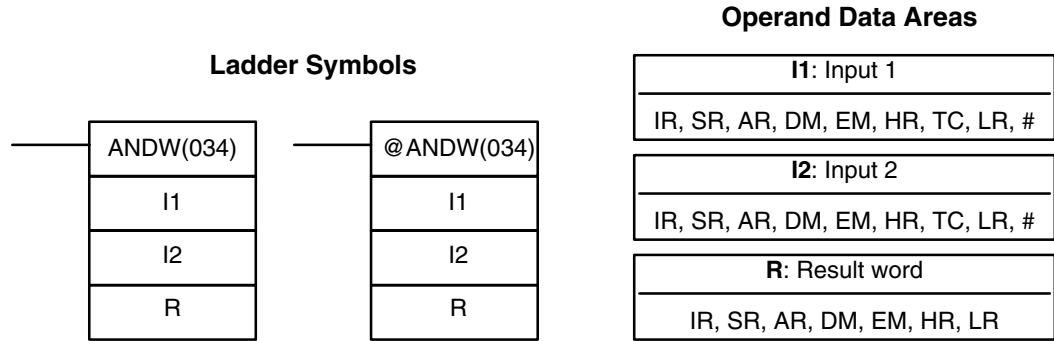 Ladder Symbols
ANDW(034)
I1
I2
R
@ANDW(034)
I1
I2
R
Operand Data Areas
I1: Input 1
IR, SR, AR, DM, EM, HR, TC, LR, #
I2: Input 2
IR, SR, AR, DM, EM, HR, TC, LR, #
R: Result word
IR, SR, AR, DM, EM, HR, LR